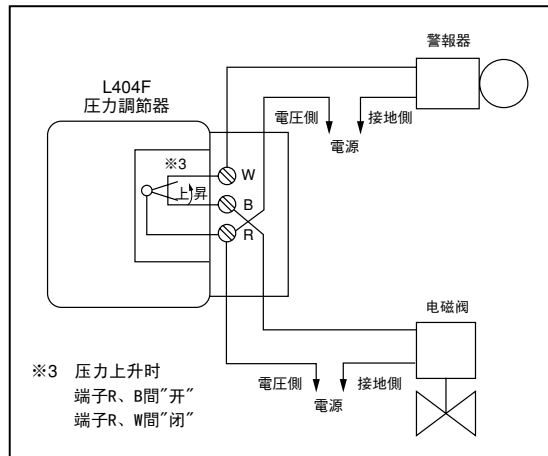 警報器
L404F
圧力調節器
電圧側
接地側
電源
※3
上昇
W
B
R
电磁阀
電圧側
接地側
電源
※3 压力上升时
端子R、B間"开"
端子R、W間"闭"